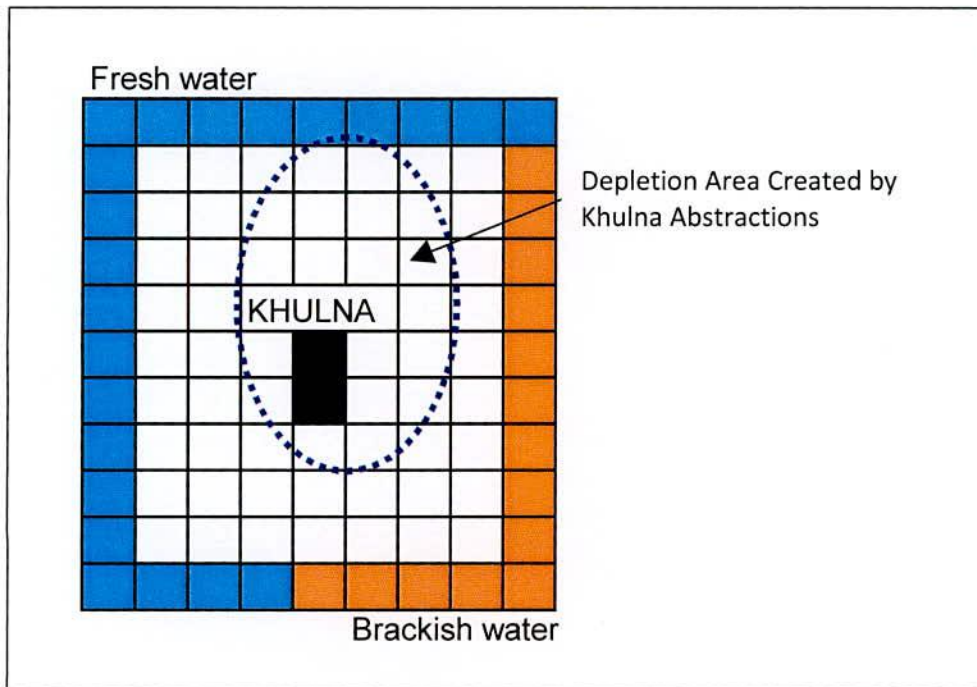 Fresh water
Depletion Area Created by
Khulna Abstractions
KHULNA
Brackish water